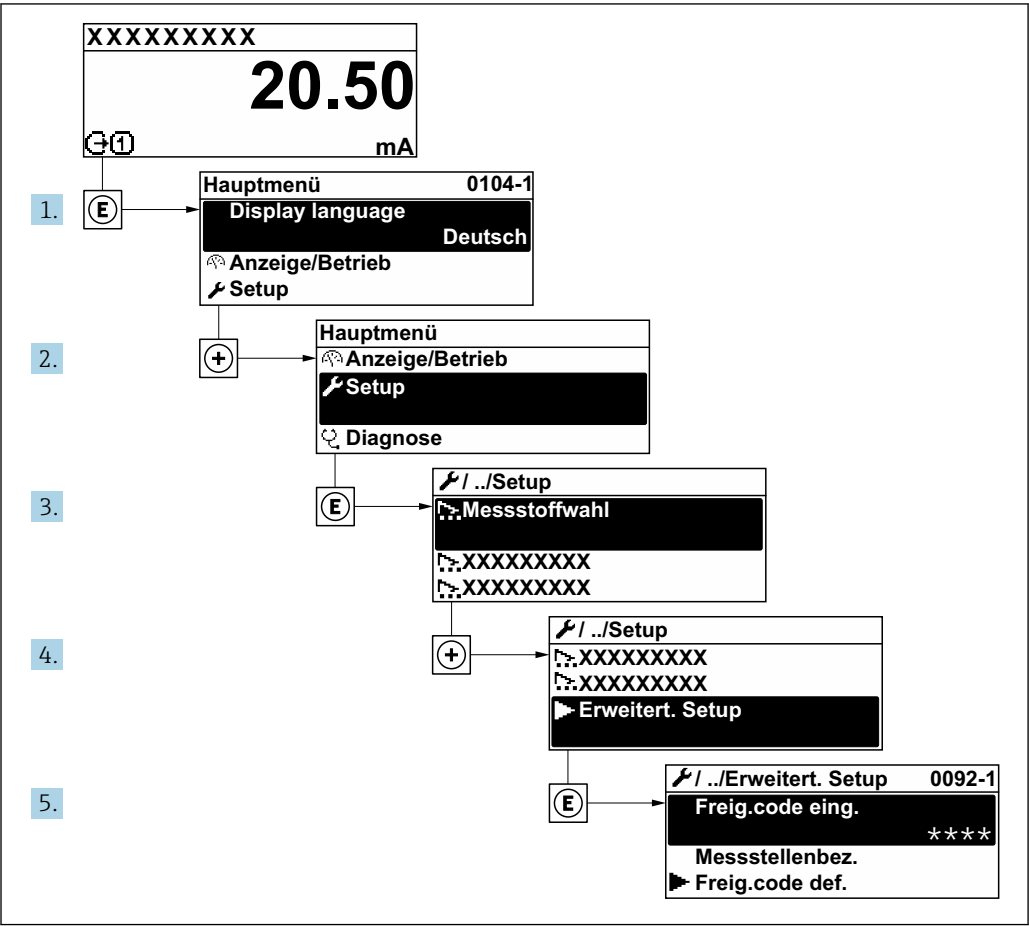 XXXXXXXXX
20.50
1 mA
1. E
Hauptmenü 0104-1
Display language
Deutsch
Anzeige/Betrieb
Setup
2. +
Hauptmenü
Anzeige/Betrieb
Setup
Diagnose
3. E
/ ../Setup
Messstoffwahl
XXXXXXXXX
XXXXXXXXX
4. +
/ ../Setup
XXXXXXXXX
XXXXXXXXX
Erweitert. Setup
5. E
/ ../Erweitert. Setup 0092-1
Freig.code eing.
****
Messstellenbez.
Freig.code def.